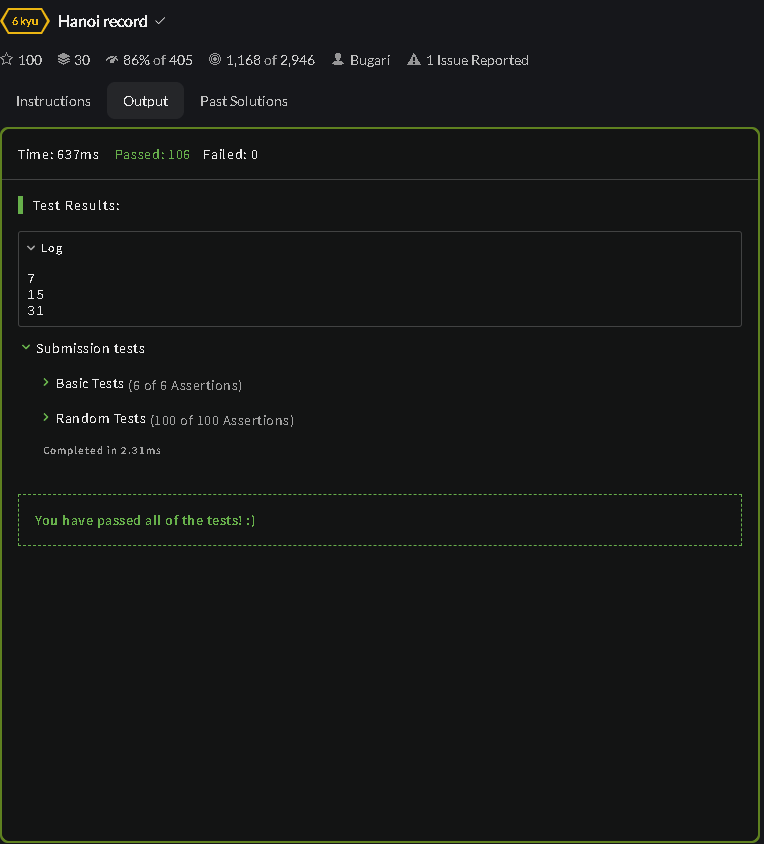 6 kyu Hanoi record
100 30 86% of 405 1,168 of 2,946 Bugari 1 Issue Reported
Instructions Output Past Solutions
Time: 637ms Passed: 106 Failed: 0
Test Results:
Log
7
15
31
Submission tests
Basic Tests (6 of 6 Assertions)
Random Tests (100 of 100 Assertions)
Completed in 2.31ms
You have passed all of the tests! :)